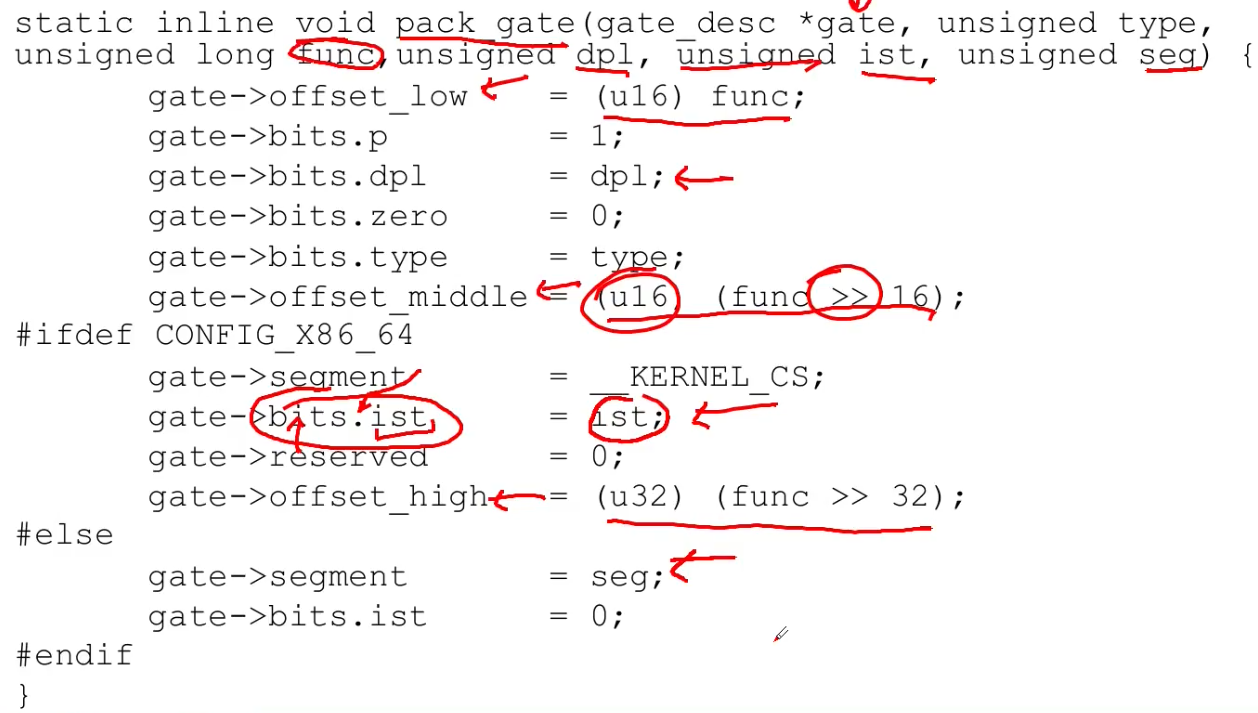 static inline void pack_gate(gate_desc *gate, unsigned type,
unsigned long func, unsigned dpl, unsigned ist, unsigned seg) {
gate->offset_low = (u16) func;
gate->bits.p = 1;
gate->bits.dpl = dpl;
gate->bits.zero = 0;
gate->bits.type = type;
gate->offset_middle = (u16) (func >> 16);
#ifdef CONFIG_X86_64
gate->segment = __KERNEL_CS;
gate->bits.ist = ist;
gate->reserved = 0;
gate->offset_high = (u32) (func >> 32);
#else
gate->segment = seg;
gate->bits.ist = 0;
#endif
}